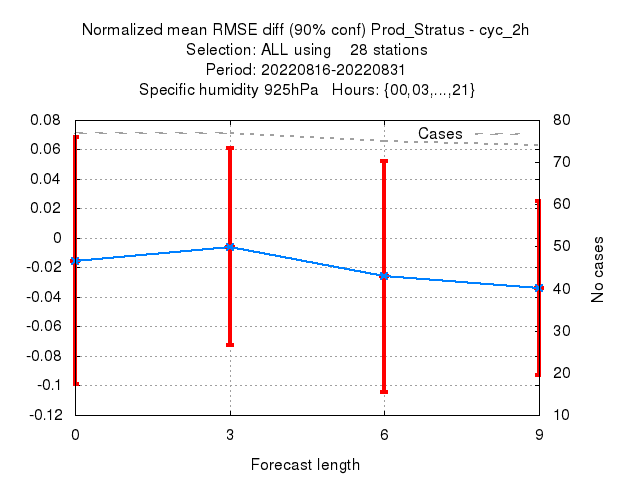 Normalized mean RMSE diff (90% conf) Prod_Stratus - cyc_2h
Selection: ALL using    28 stations
Period: 20220816-20220831
Specific humidity 925hPa   Hours: {00,03,...,21}
0.08
0.06
0.04
0.02
0
-0.02
-0.04
-0.06
-0.08
-0.1
-0.12
Cases
80
70
60
50
40
30
20
10
No cases
0 3 6 9
Forecast length